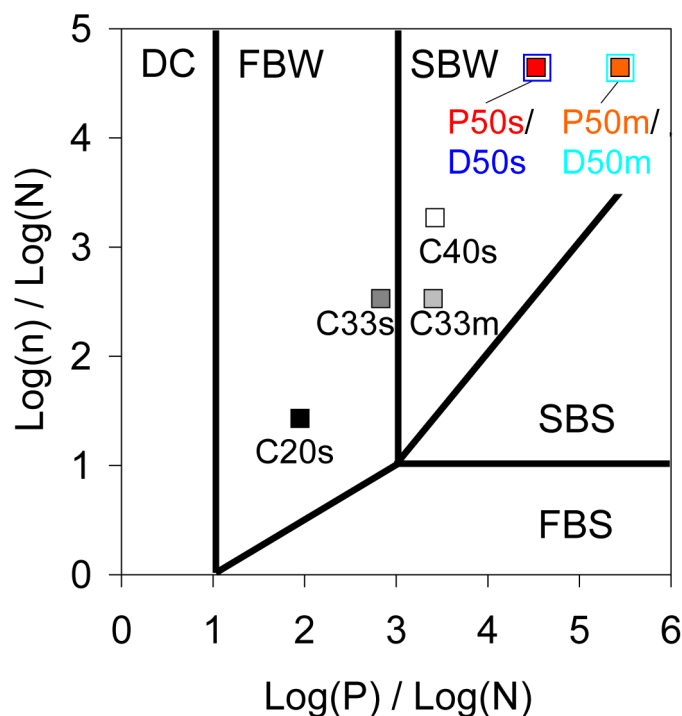 5
DC FBW SBW
P50s/ P50m/
D50s D50m
4
C40s
3
C33s C33m
2
SBS
C20s
1
FBS
0
0 1 2 3 4 5 6
Log(P) / Log(N)
Log(n) / Log(N)